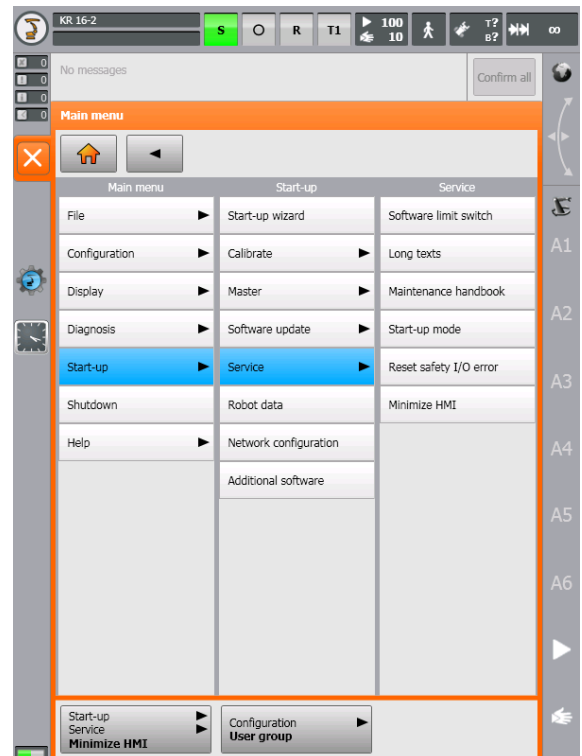 KR 16-2
S O R T1 100 10 T? B? ∞
0
0
0
0
No messages
Confirm all
Main menu
Main menu
File
Configuration
Display
Diagnosis
Start-up
Shutdown
Help
Start-up
Start-up wizard
Calibrate
Master
Software update
Service
Robot data
Network configuration
Additional software
Service
Software limit switch
Long texts
Maintenance handbook
Start-up mode
Reset safety I/O error
Minimize HMI
A1
A2
A3
A4
A5
A6
Start-up
Service
Minimize HMI
Configuration
User group